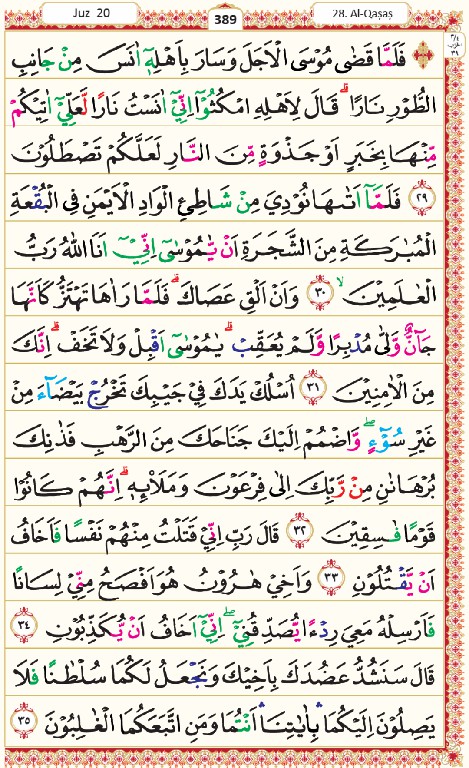 Juz 20
389
28. Al-Qaṣaṣ
فَلَمَّا قَضٰى مُوْسَى الْاَجَلَ وَسَارَ بِاَهْلِهٖٓ اٰنَسَ مِنْ جَانِبِ
الطُّوْرِ نَارًاۗ قَالَ لِاَهْلِهِ امْكُثُوْٓا اِنِّيْٓ اٰنَسْتُ نَارًا لَّعَلِّيْٓ اٰتِيْكُمْ
مِّنْهَا بِخَبَرٍ اَوْ جَذْوَةٍ مِّنَ النَّارِ لَعَلَّكُمْ تَصْطَلُوْنَ
٢٩ فَلَمَّآ اَتٰىهَا نُوْدِيَ مِنْ شَاطِئِ الْوَادِ الْاَيْمَنِ فِى الْبُقْعَةِ
الْمُبٰرَكَةِ مِنَ الشَّجَرَةِ اَنْ يّٰمُوْسٰٓى اِنِّيْٓ اَنَا اللّٰهُ رَبُّ
الْعٰلَمِيْنَ ۙ ٣٠ وَاَنْ اَلْقِ عَصَاكَ ۗفَلَمَّا رَاٰهَا تَهْتَزُّ كَاَنَّهَا
جَاۤنٌّ وَّلّٰى مُدْبِرًا وَّلَمْ يُعَقِّبْۗ يٰمُوْسٰٓى اَقْبِلْ وَلَا تَخَفْۗ اِنَّكَ
مِنَ الْاٰمِنِيْنَ ٣١ اُسْلُكْ يَدَكَ فِيْ جَيْبِكَ تَخْرُجْ بَيْضَاۤءَ مِنْ
غَيْرِ سُوْۤءٍ ۖ وَّاضْمُمْ اِلَيْكَ جَنَاحَكَ مِنَ الرَّهْبِ فَذٰنِكَ
بُرْهَانٰنِ مِنْ رَّبِّكَ اِلٰى فِرْعَوْنَ وَمَلَا۟ىِٕهٖۗ اِنَّهُمْ كَانُوْا
قَوْمًا فٰسِقِيْنَ ٣٢ قَالَ رَبِّ اِنِّيْ قَتَلْتُ مِنْهُمْ نَفْسًا فَاَخَافُ
اَنْ يَّقْتُلُوْنِ ٣٣ وَاَخِيْ هٰرُوْنُ هُوَ اَفْصَحُ مِنِّيْ لِسَانًا
فَاَرْسِلْهُ مَعِيَ رِدْءًا يُّصَدِّقُنِيْٓ ۖاِنِّيْٓ اَخَافُ اَنْ يُّكَذِّبُوْنِ ٣٤
قَالَ سَنَشُدُّ عَضُدَكَ بِاَخِيْكَ وَنَجْعَلُ لَكُمَا سُلْطٰنًا فَلَا
يَصِلُوْنَ اِلَيْكُمَا ۛبِاٰيٰتِنَا ۛ اَنْتُمَا وَمَنِ اتَّبَعَكُمَا الْغٰلِبُوْنَ ٣٥